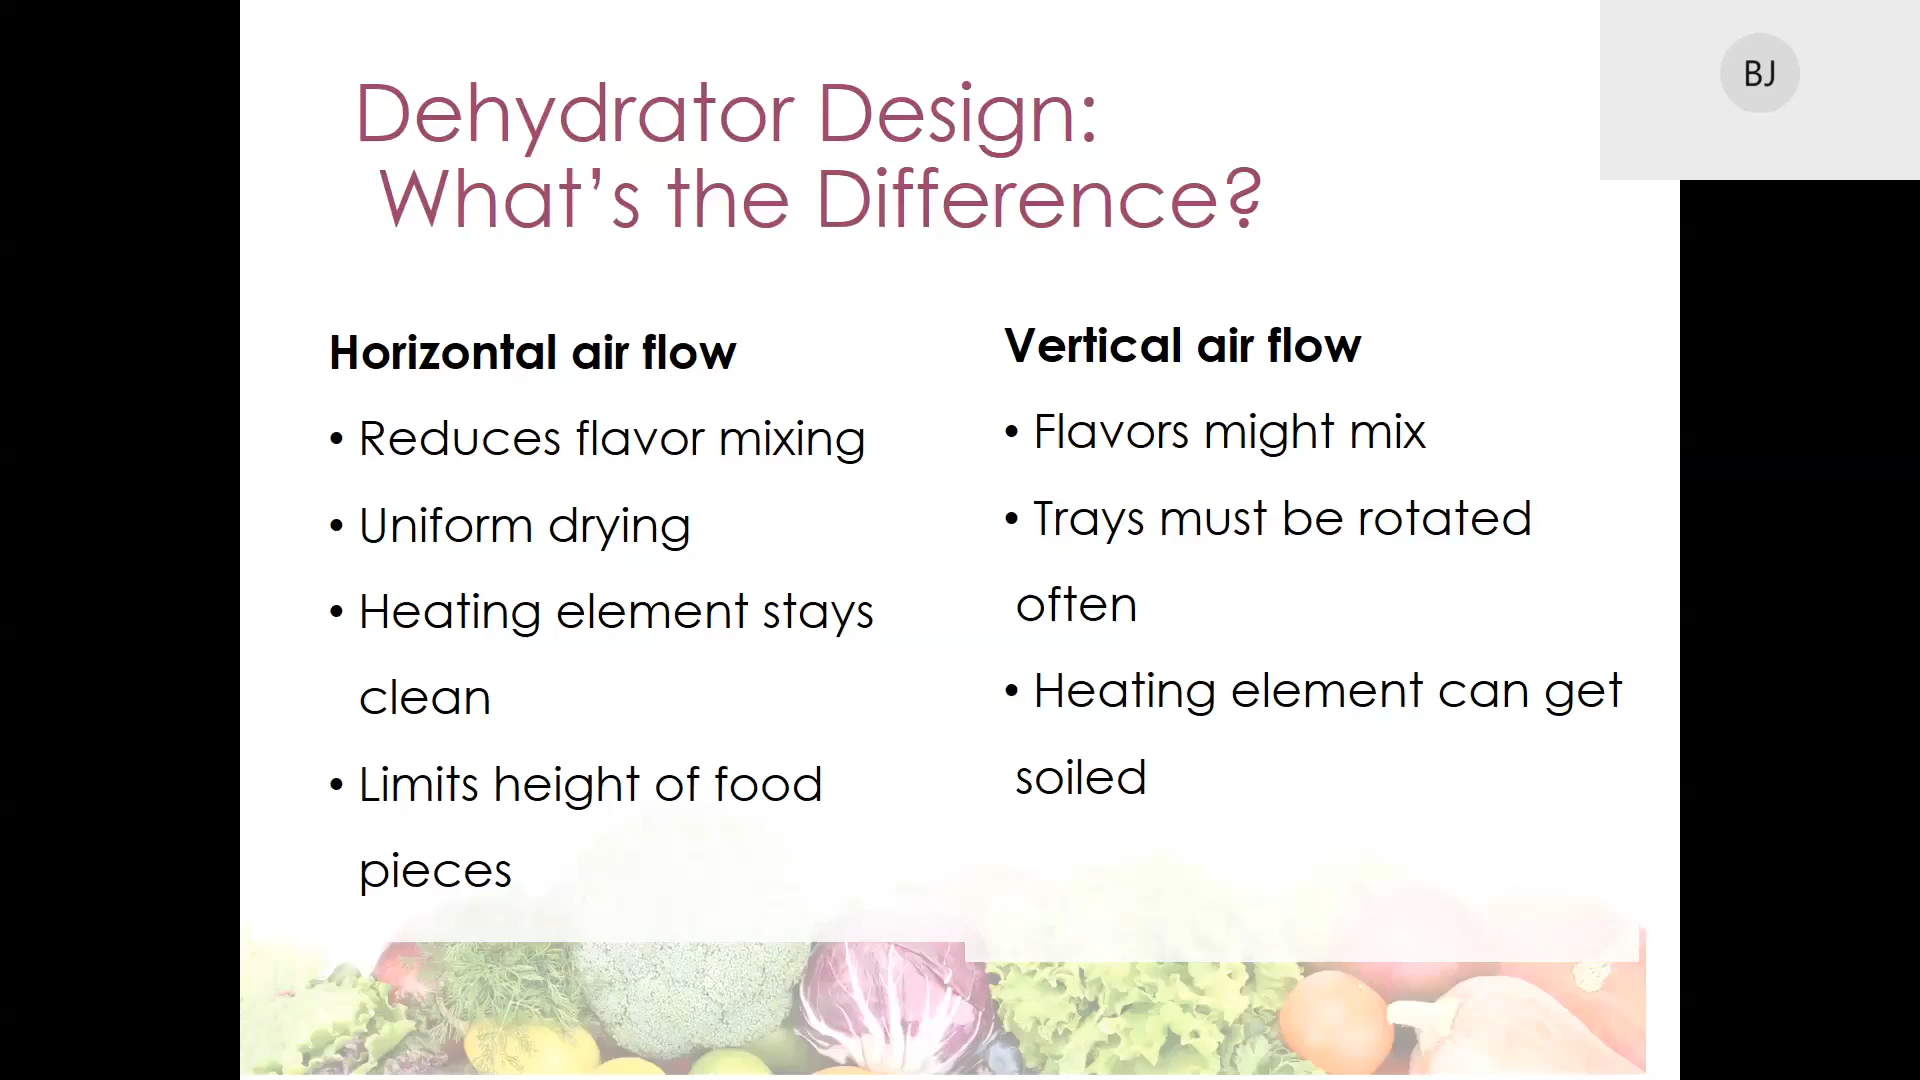 Dehydrator Design:
What's the Difference?
BJ
Horizontal air flow
• Reduces flavor mixing
• Uniform drying
• Heating element stays
clean
• Limits height of food
pieces
Vertical air flow
• Flavors might mix
• Trays must be rotated
often
• Heating element can get
soiled